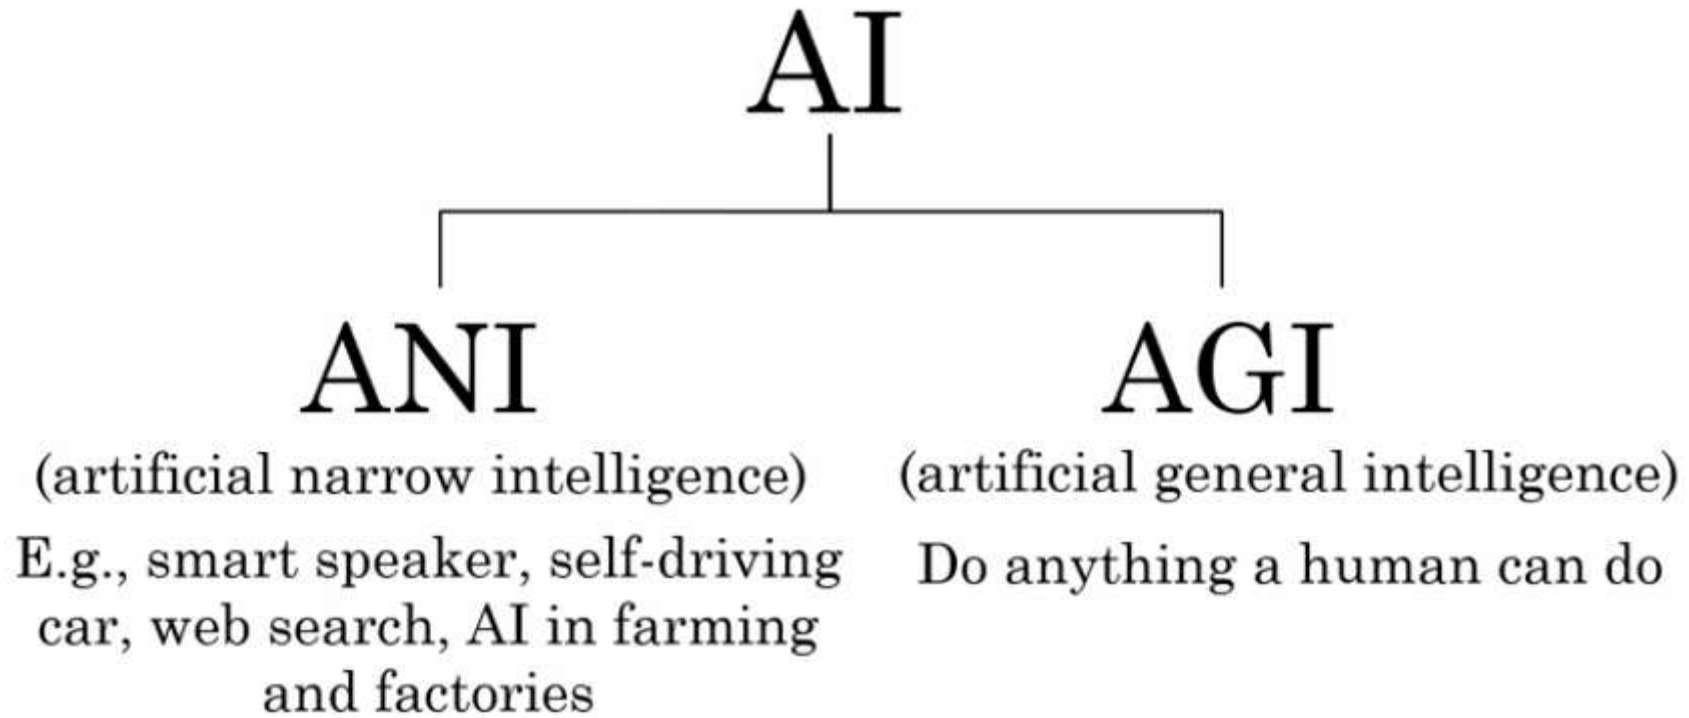 AI
ANI
(artificial narrow intelligence)
E.g., smart speaker, self-driving
car, web search, AI in farming
and factories
AGI
(artificial general intelligence)
Do anything a human can do